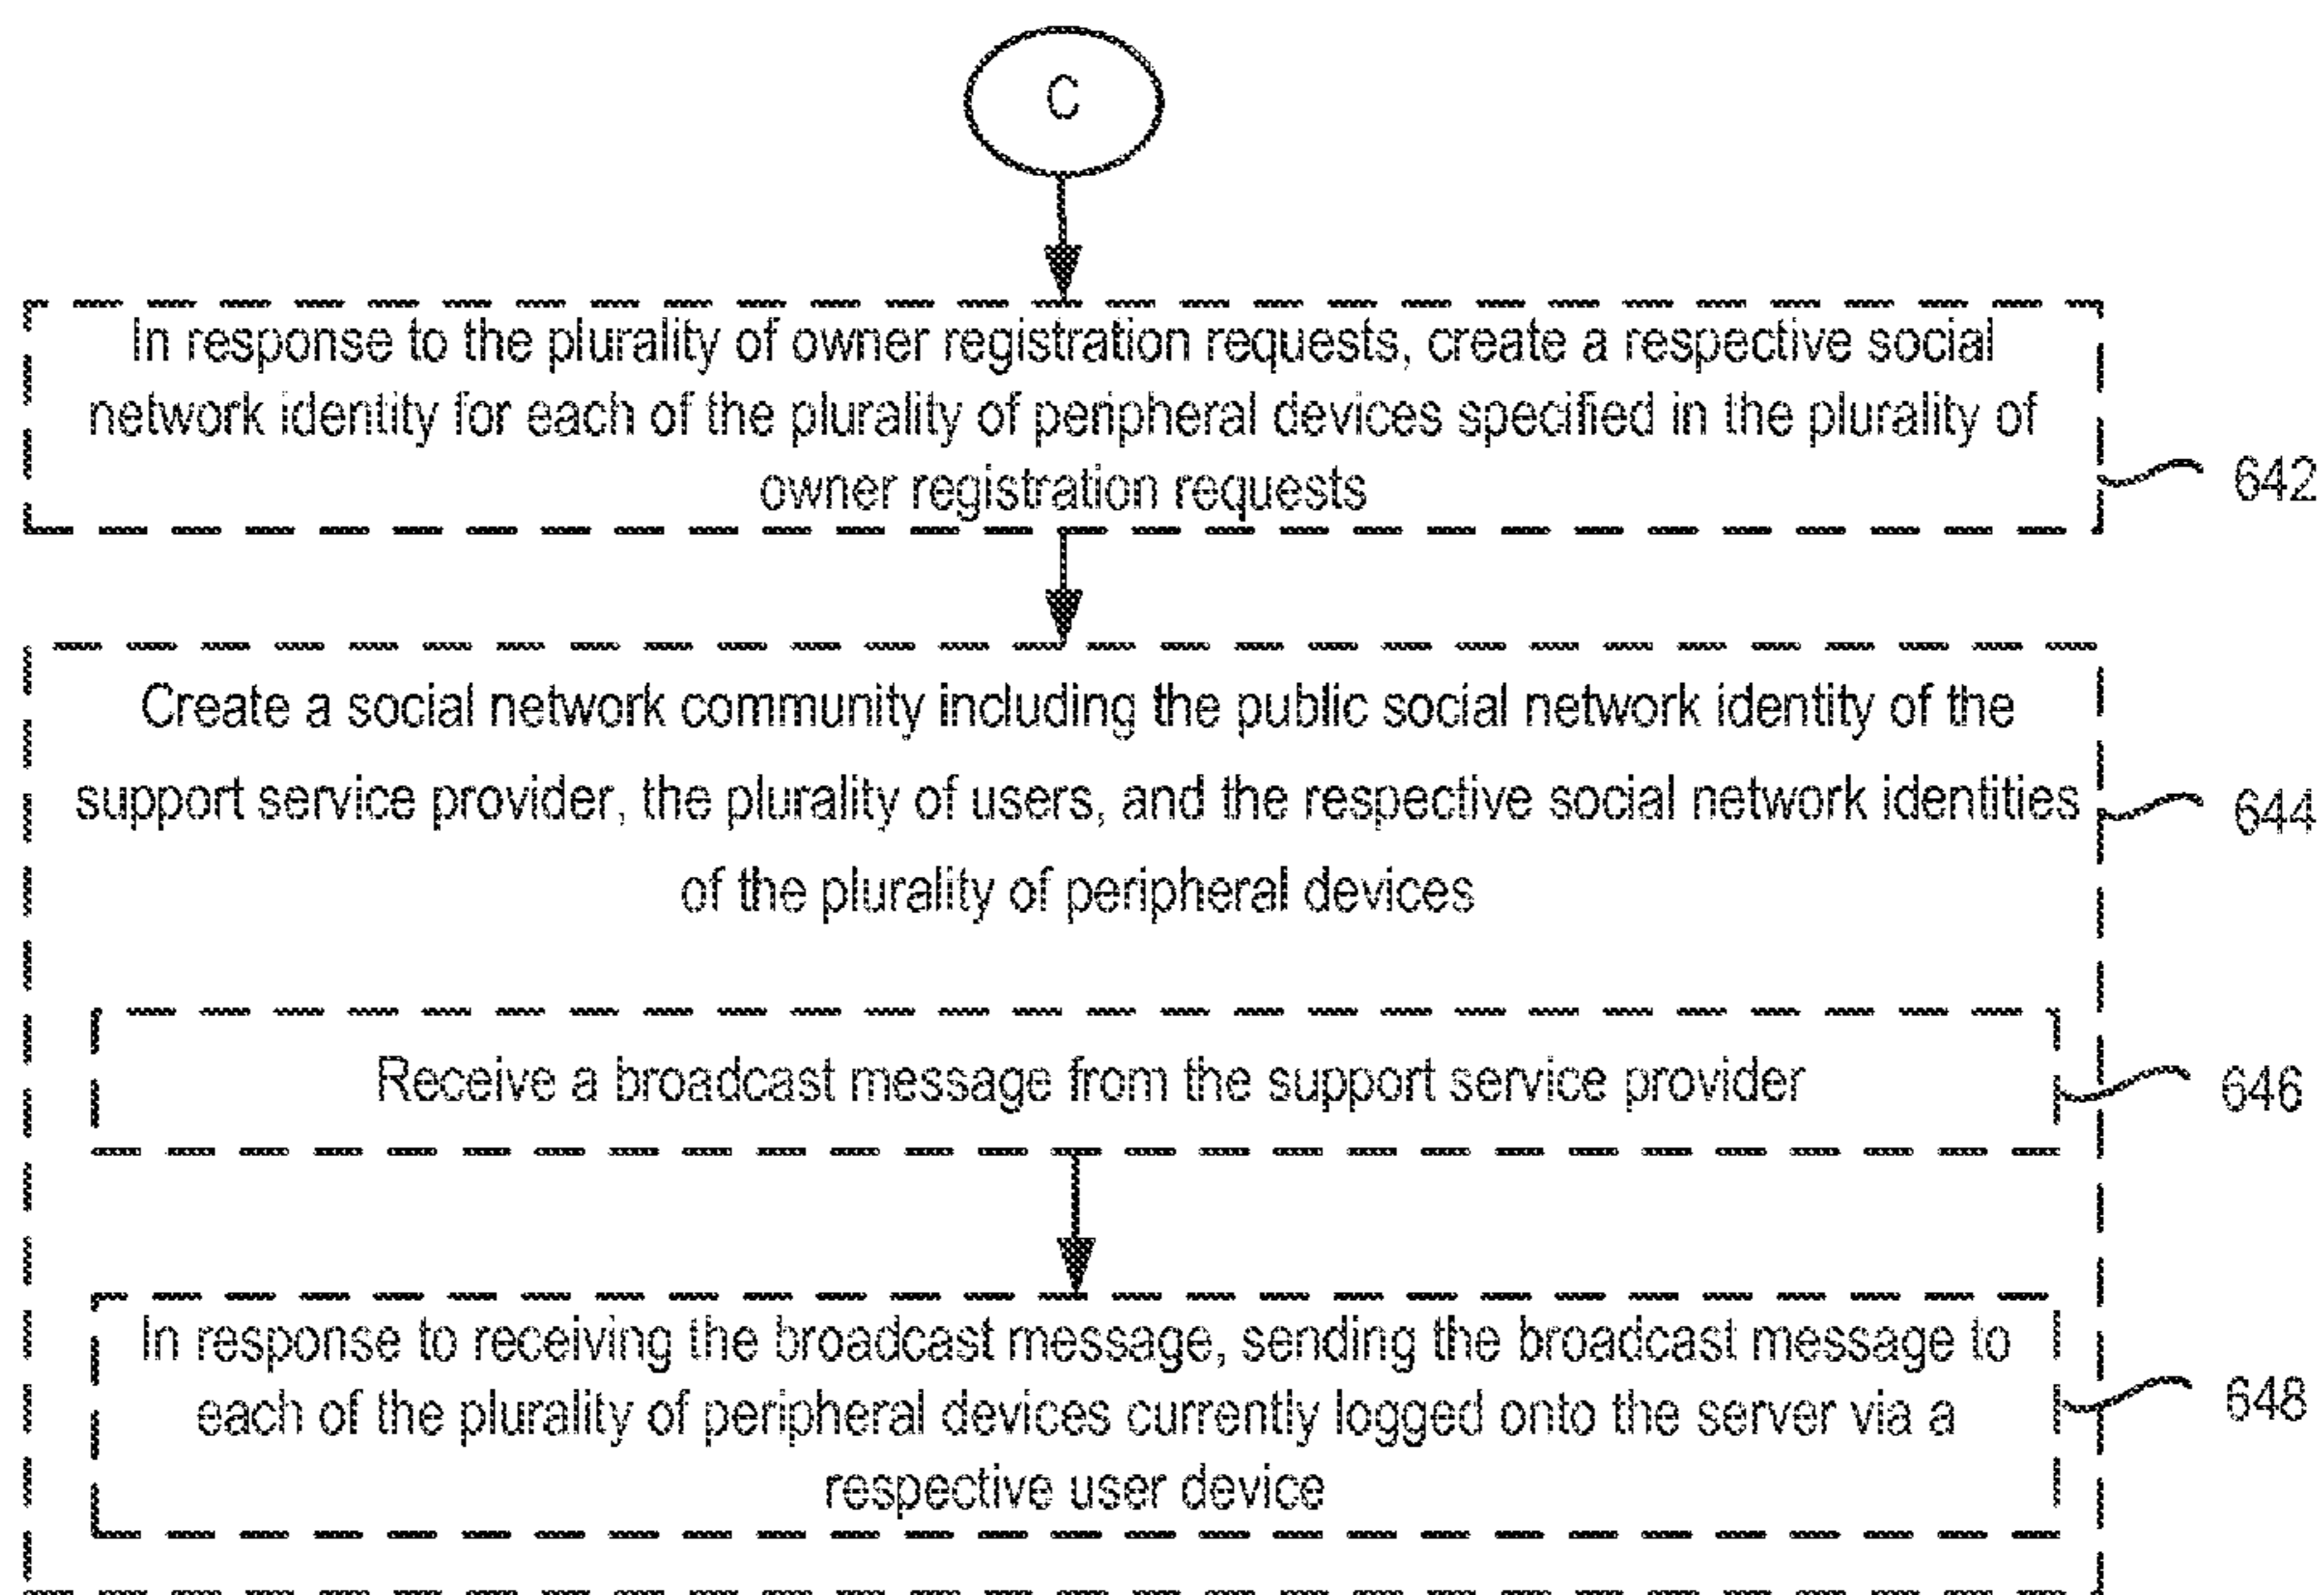 C
In response to the plurality of owner registration requests, create a respective social
network identity for each of the plurality of peripheral devices specified in the plurality of
owner registration requests
642
Create a social network community including the public social network identity of the
support service provider, the plurality of users, and the respective social network identities
of the plurality of peripheral devices
644
Receive a broadcast message from the support service provider
646
In response to receiving the broadcast message, sending the broadcast message to
each of the plurality of peripheral devices currently logged onto the server via a
respective user device
648